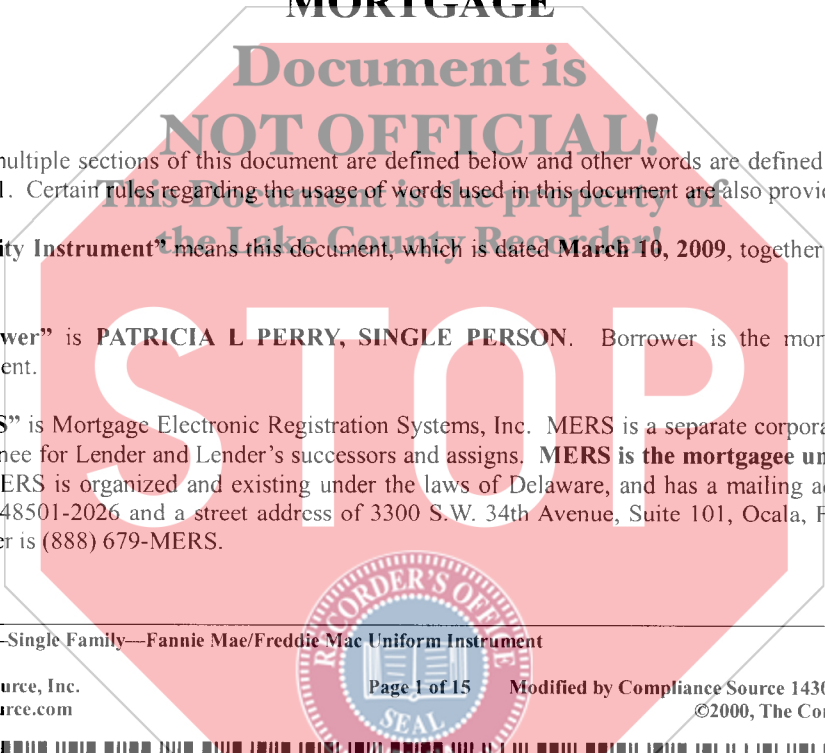 MORTGAGE
Document is
NOT OFFICIAL!
multiple sections of this document are defined below and other words are defined
l. Certain rules regarding the usage of words used in this document are also provid
This Document is the property of
the Lake County Recorder!
ity Instrument” means this document, which is dated March 10, 2009, together
wer” is PATRICIA L PERRY, SINGLE PERSON. Borrower is the mor
ent.
STOP
S” is Mortgage Electronic Registration Systems, Inc. MERS is a separate corpora
nee for Lender and Lender’s successors and assigns. MERS is the mortgagee un
ERS is organized and existing under the laws of Delaware, and has a mailing ad
48501-2026 and a street address of 3300 S.W. 34th Avenue, Suite 101, Ocala, F
er is (888) 679-MERS.
RECORDER'S OFFICE
—Single Family—Fannie Mae/Freddie Mac Uniform Instrument
urce, Inc. Page 1 of 15 Modified by Compliance Source 1430
rce.com ©2000, The Co
SEAL